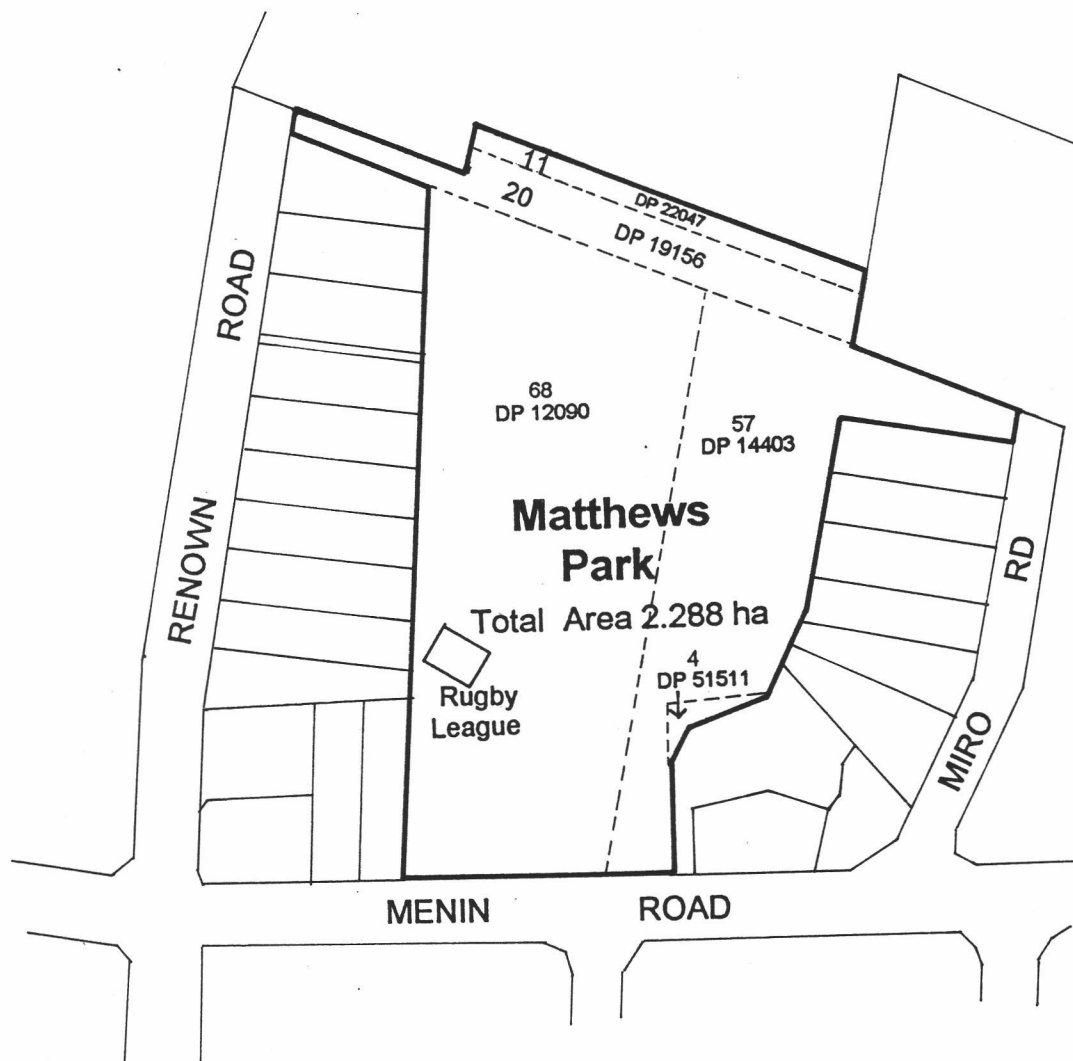 11
DP 22047
20
DP 19156
ROAD
RENOWN
68
DP 12090
57
DP 14403
Matthews
Park
Total Area 2.288 ha
4
DP 51511
Rugby
League
RD
MIRO
MENIN ROAD